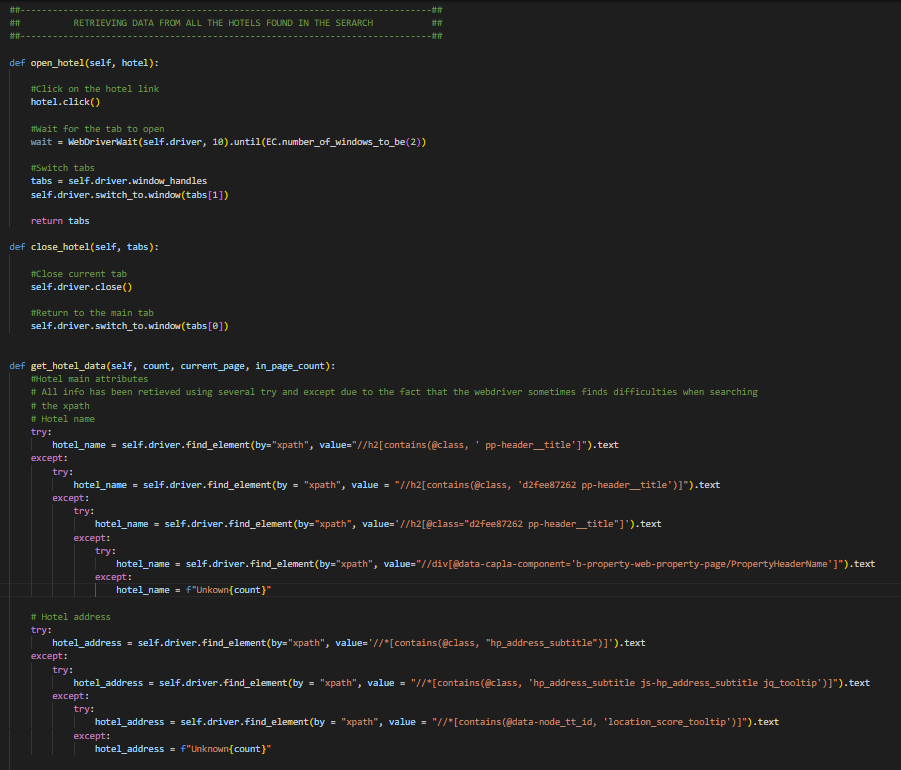 ##------------------------------------------------------------------------------##
## RETRIEVING DATA FROM ALL THE HOTELS FOUND IN THE SERARCH ##
##------------------------------------------------------------------------------##
def open_hotel(self, hotel):
#Click on the hotel link
hotel.click()
#Wait for the tab to open
wait = WebDriverWait(self.driver, 10).until(EC.number_of_windows_to_be(2))
#Switch tabs
tabs = self.driver.window_handles
self.driver.switch_to.window(tabs[1])
return tabs
def close_hotel(self, tabs):
#Close current tab
self.driver.close()
#Return to the main tab
self.driver.switch_to.window(tabs[0])
def get_hotel_data(self, count, current_page, in_page_count):
#Hotel main attributes
# All info has been retieved using several try and except due to the fact that the webdriver sometimes finds difficulties when searching
# the xpath
# Hotel name
try:
hotel_name = self.driver.find_element(by="xpath", value="//h2[contains(@class, ' pp-header__title']").text
except:
try:
hotel_name = self.driver.find_element(by = "xpath", value = "//h2[contains(@class, 'd2fee87262 pp-header__title')]").text
except:
try:
hotel_name = self.driver.find_element(by="xpath", value='//h2[@class="d2fee87262 pp-header__title"]').text
except:
try:
hotel_name = self.driver.find_element(by="xpath", value="//div[@data-capla-component='b-property-web-property-page/PropertyHeaderName']").text
except:
hotel_name = f"Unkown{count}"
# Hotel address
try:
hotel_address = self.driver.find_element(by="xpath", value='//*[contains(@class, "hp_address_subtitle")]').text
except:
try:
hotel_address = self.driver.find_element(by = "xpath", value = "//*[contains(@class, 'hp_address_subtitle js-hp_address_subtitle jq_tooltip')]").text
except:
try:
hotel_address = self.driver.find_element(by = "xpath", value = "//*[contains(@data-node_tt_id, 'location_score_tooltip')]").text
except:
hotel_address = f"Unknown{count}"